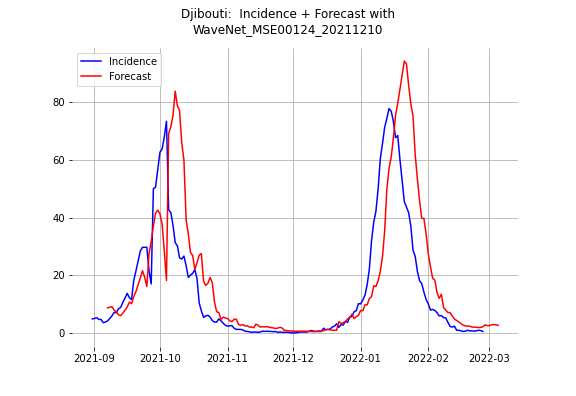 Djibouti:  Incidence + Forecast with
WaveNet_MSE00124_20211210
Incidence
Forecast
80
60
40
20
0
2021-09 2021-10 2021-11 2021-12 2022-01 2022-02 2022-03